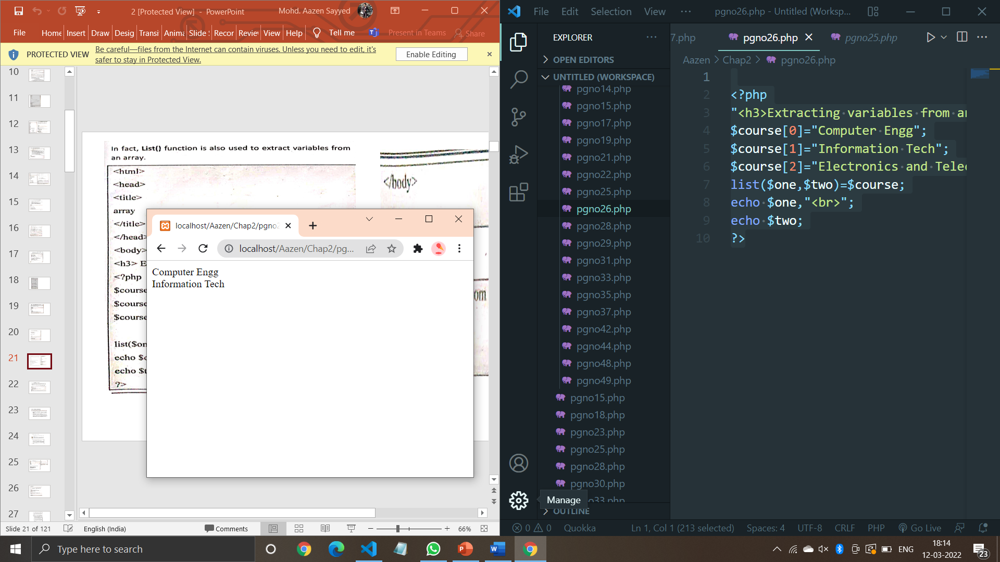 2 [Protected View] - PowerPoint
Mohd. Aazen Sayyed
File Home Insert Draw Desig Transi Anima Slide Recor Revie View Help Tell me Present in Teams Share
PROTECTED VIEW Be careful—files from the Internet can contain viruses. Unless you need to edit, it's
safer to stay in Protected View.
Enable Editing
10
11
12
13
14
15
16
17
18
19
20
21
22
23
24
25
26
27
In fact, List() function is also used to extract variables from
an array.
<html>
<head>
<title>
array
</title>
</head>
<body>
<h3> E
<?php
$course
$course
$course
list($on
echo $
echo $t
?>
</body>
om
localhost/Aazen/Chap2/pgno2
localhost/Aazen/Chap2/pg...
Computer Engg
Information Tech
Slide 21 of 121 English (India) Comments 66%
File Edit Selection View ··· pgno26.php - Untitled (Worksp...
EXPLORER
OPEN EDITORS
UNTITLED (WORKSPACE)
pgno14.php
pgno15.php
pgno17.php
pgno19.php
pgno21.php
pgno22.php
pgno25.php
pgno26.php
pgno28.php
pgno29.php
pgno31.php
pgno33.php
pgno35.php
pgno37.php
pgno42.php
pgno44.php
pgno48.php
pgno49.php
pgno15.php
pgno18.php
pgno23.php
pgno25.php
pgno28.php
pgno30.php
o33.php
Manage
OUTLINE
7.php pgno26.php pgno25.php
Aazen > Chap2 > pgno26.php
1
2 <?php
3 "<h3>Extracting variables from ar
4 $course[0]="Computer Engg";
5 $course[1]="Information Tech";
6 $course[2]="Electronics and Telec
7 list($one,$two)=$course;
8 echo $one,"<br>";
9 echo $two;
10 ?>
0 0 Quokka Ln 1, Col 1 (213 selected) Spaces: 4 UTF-8 CRLF PHP Go Live
Type here to search
ENG
18:14
12-03-2022
23